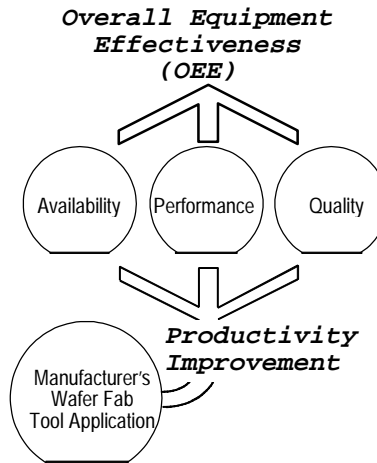 Overall Equipment
Effectiveness
(OEE)
Availability
Performance
Quality
Productivity
Improvement
Manufacturer's
Wafer Fab
Tool Application